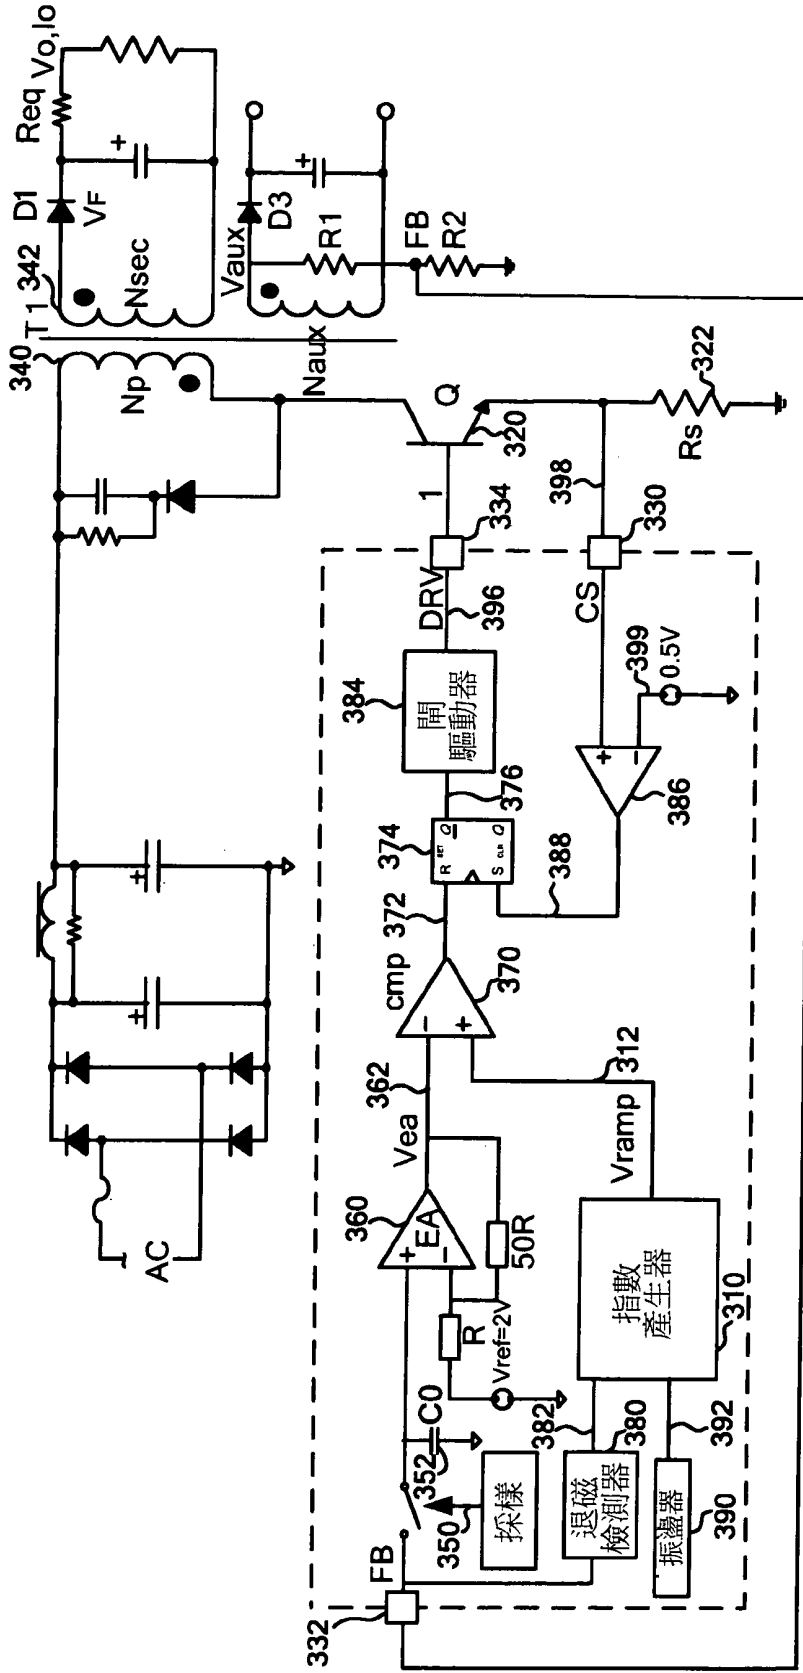 AC
T1
340
342
Np
Nsec
Naux
D1
VF
Req
Vo,Io
Vaux
D3
R1
FB
R2
Q
320
1
334
398
330
322
Rs
332
FB
350
採樣
352
C0
Vref=2V
R
50R
360
EA
+
−
Vea
362
cmp
370
−
+
372
374
R
SET
Q
S
CLR
Q
376
384
閘
驅動器
DRV
396
CS
388
386
+
−
399
0.5V
退磁
檢測器
380
382
振盪器
390
392
指數
產生器
310
Vramp
312